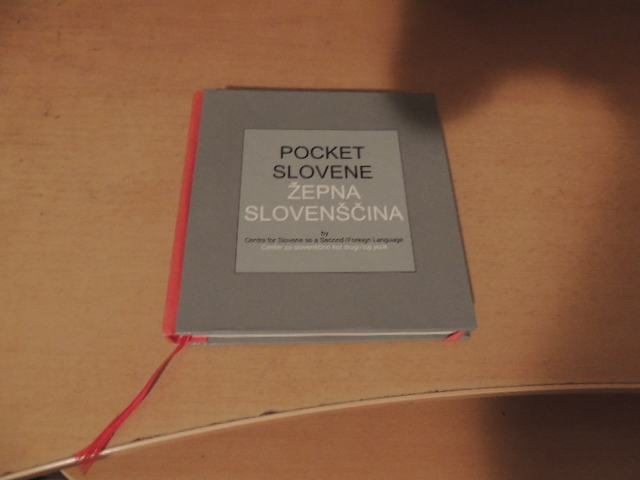 POCKET
SLOVENE
ŽEPNA
SLOVENŠČINA
by
Centre for Slovene as a Second/Foreign Language
Center za slovenščino kot drugi/tuji jezik